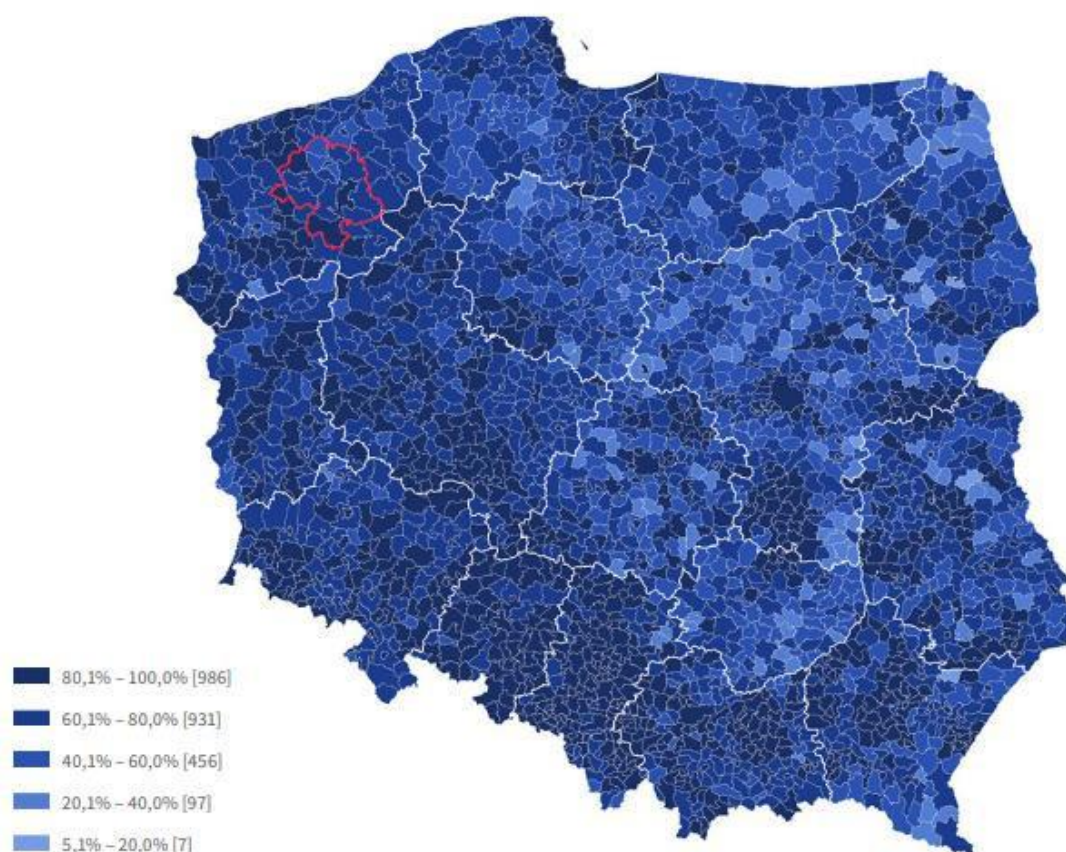 80,1% – 100,0% [986]
60,1% – 80,0% [931]
40,1% – 60,0% [456]
20,1% – 40,0% [97]
5,1% – 20,0% [7]